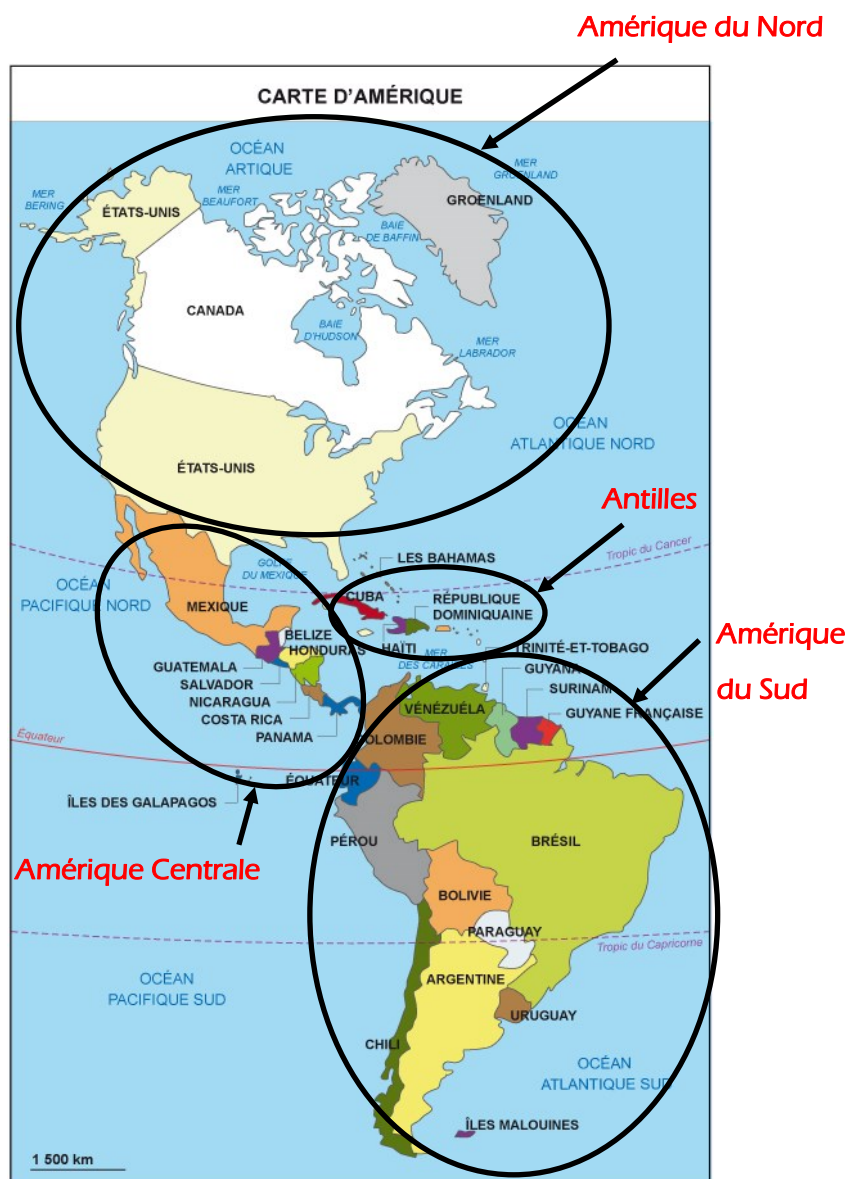 Amérique du Nord
CARTE D'AMÉRIQUE
OCÉAN
ARTIQUE
MER
GROENLAND
MER
BERING
MER
BEAUFORT
ÉTATS-UNIS
GROENLAND
BAIE
DE BAFFIN
CANADA
BAIE
D'HUDSON
MER
LABRADOR
OCÉAN
ATLANTIQUE NORD
ÉTATS-UNIS
Antilles
Tropic du Cancer
LES BAHAMAS
GOLFE
DU MEXIQUE
OCÉAN
PACIFIQUE NORD
MEXIQUE
CUBA
RÉPUBLIQUE
DOMINIQUAINE
BELIZE
HONDURAS
HAÏTI
MER
DES CARAÏBES
TRINITÉ-ET-TOBAGO
Amérique
du Sud
GUATEMALA
SALVADOR
NICARAGUA
COSTA RICA
PANAMA
GUYANA
SURINAM
GUYANE FRANÇAISE
VÉNÉZUÉLA
COLOMBIE
Équateur
ÉQUATEUR
ÎLES DES GALAPAGOS
PÉROU
BRÉSIL
Amérique Centrale
BOLIVIE
PARAGUAY
Tropic du Capricorne
OCÉAN
PACIFIQUE SUD
ARGENTINE
URUGUAY
CHILI
OCÉAN
ATLANTIQUE SUD
ÎLES MALOUINES
1 500 km